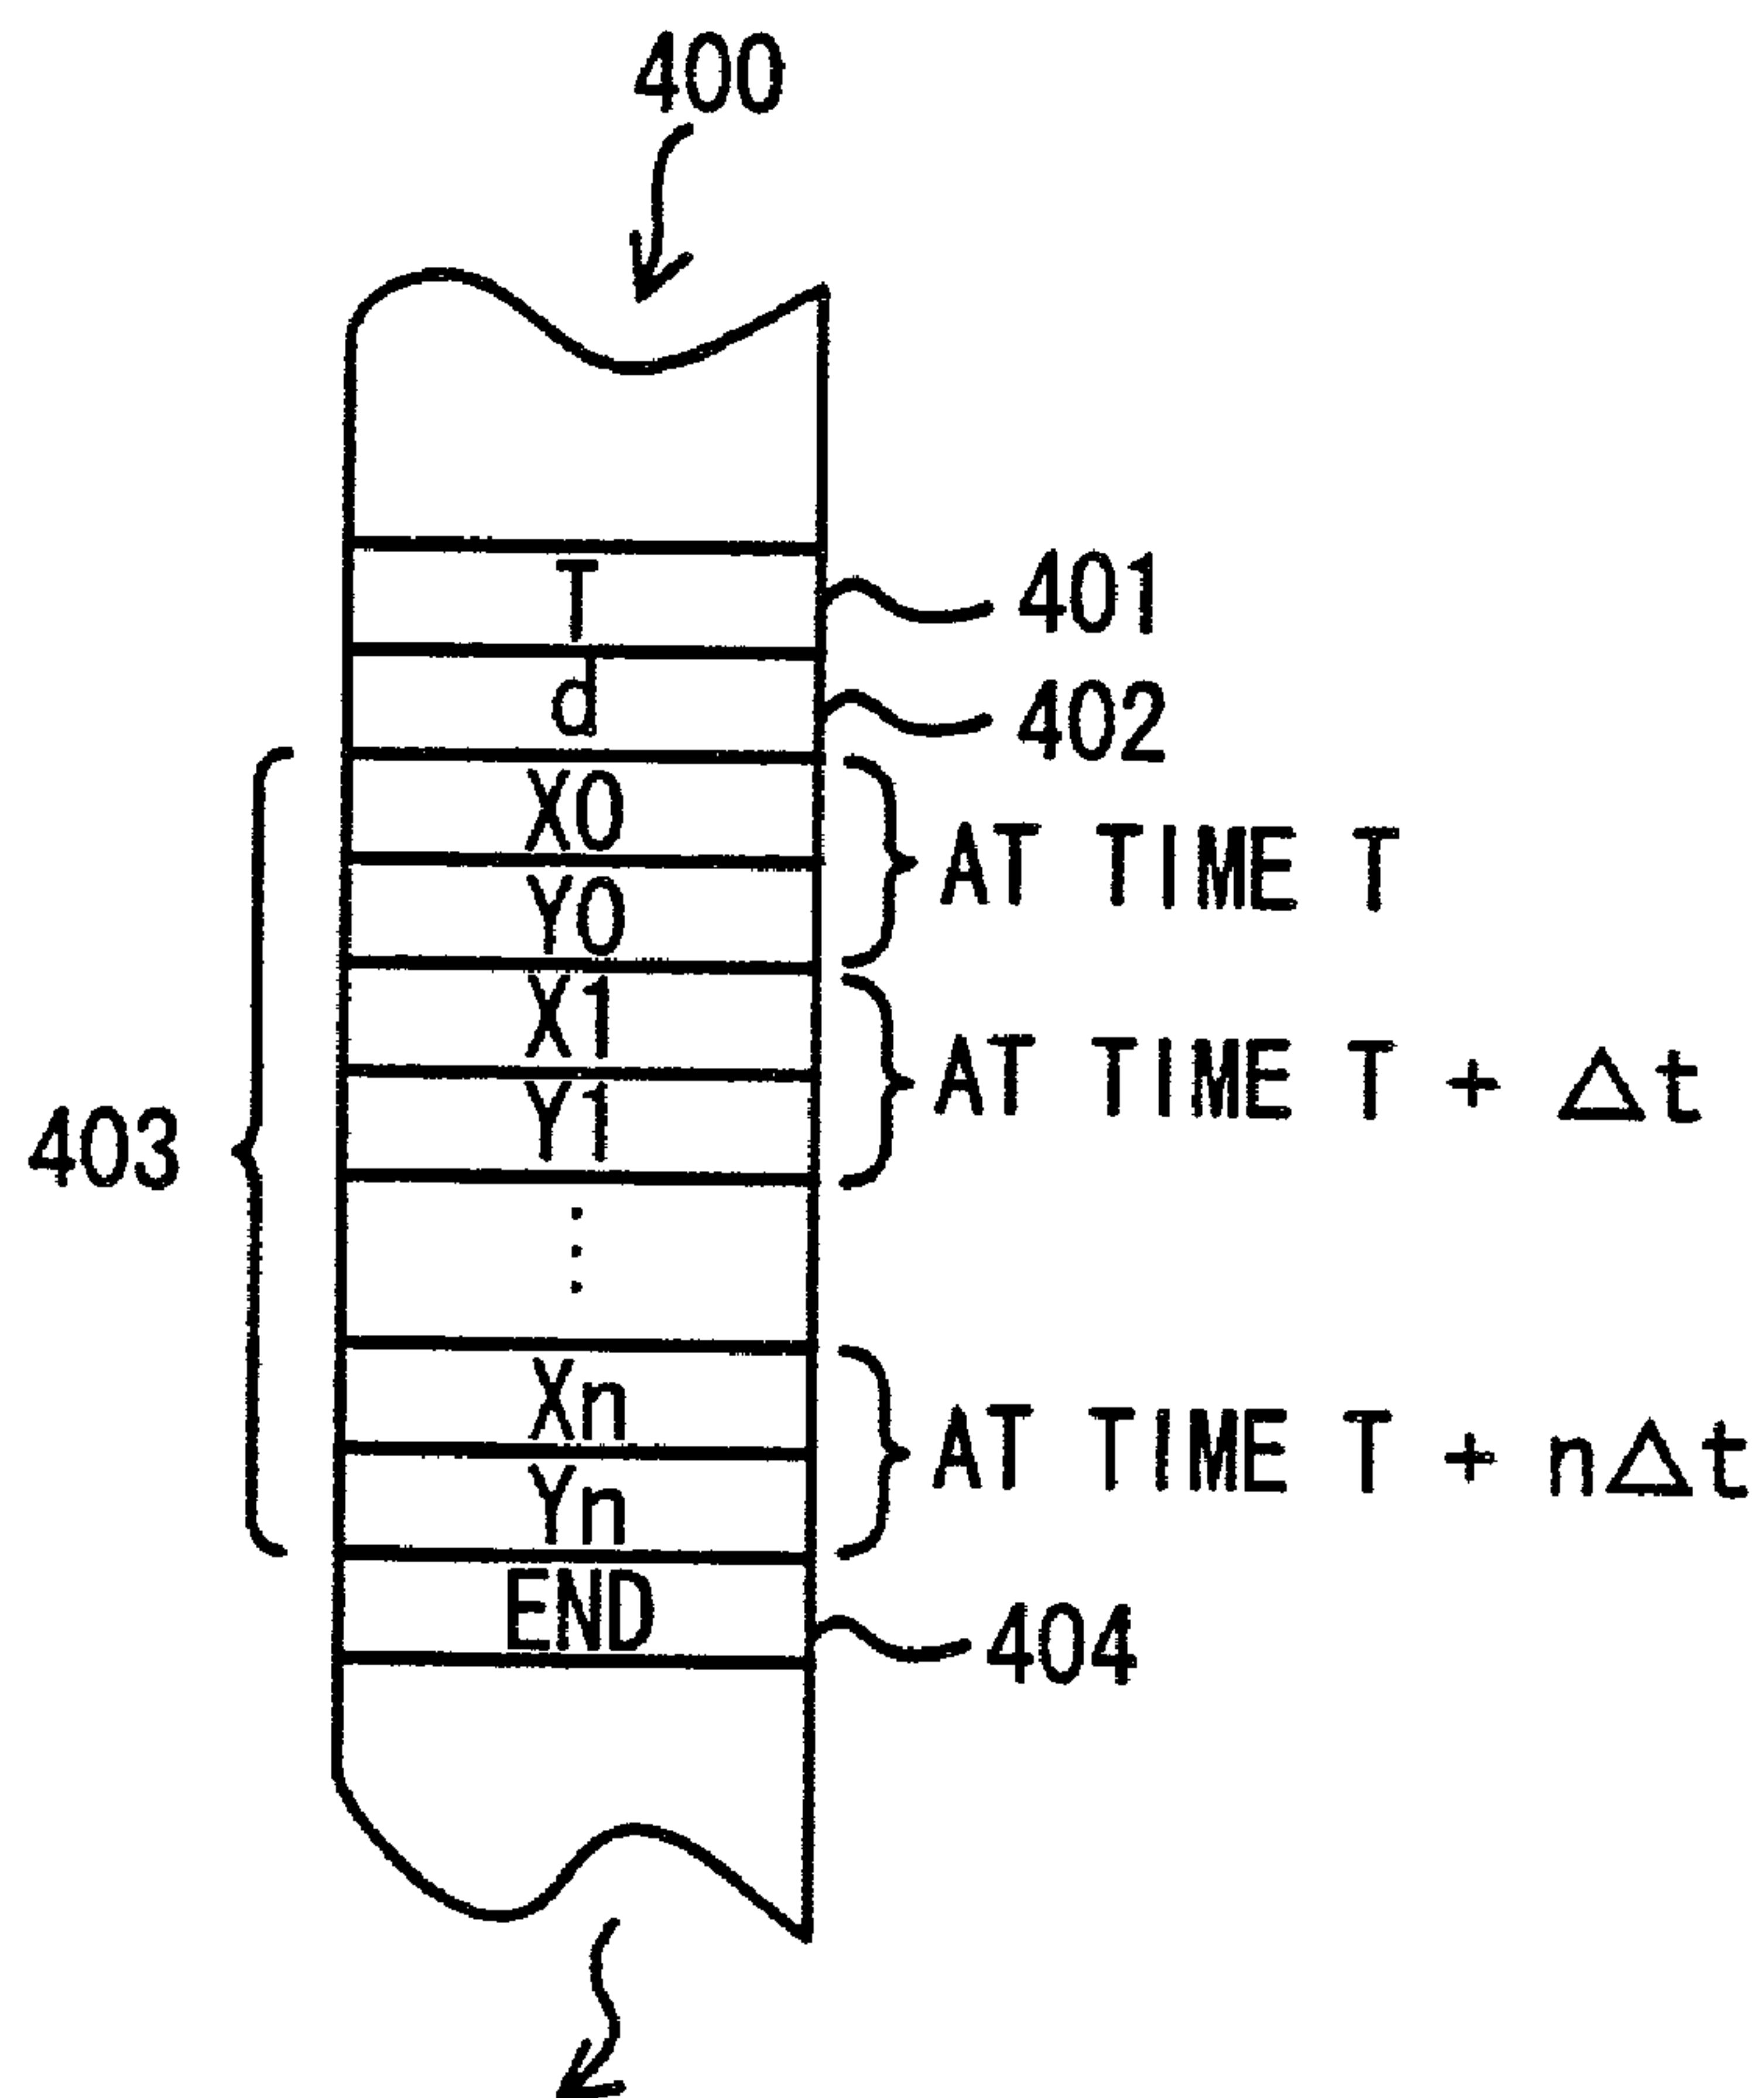 400
T
401
d
402
X0
Y0
AT TIME T
X1
Y1
AT TIME T + Δt
403
⋮
Xn
Yn
AT TIME T + nΔt
END
404